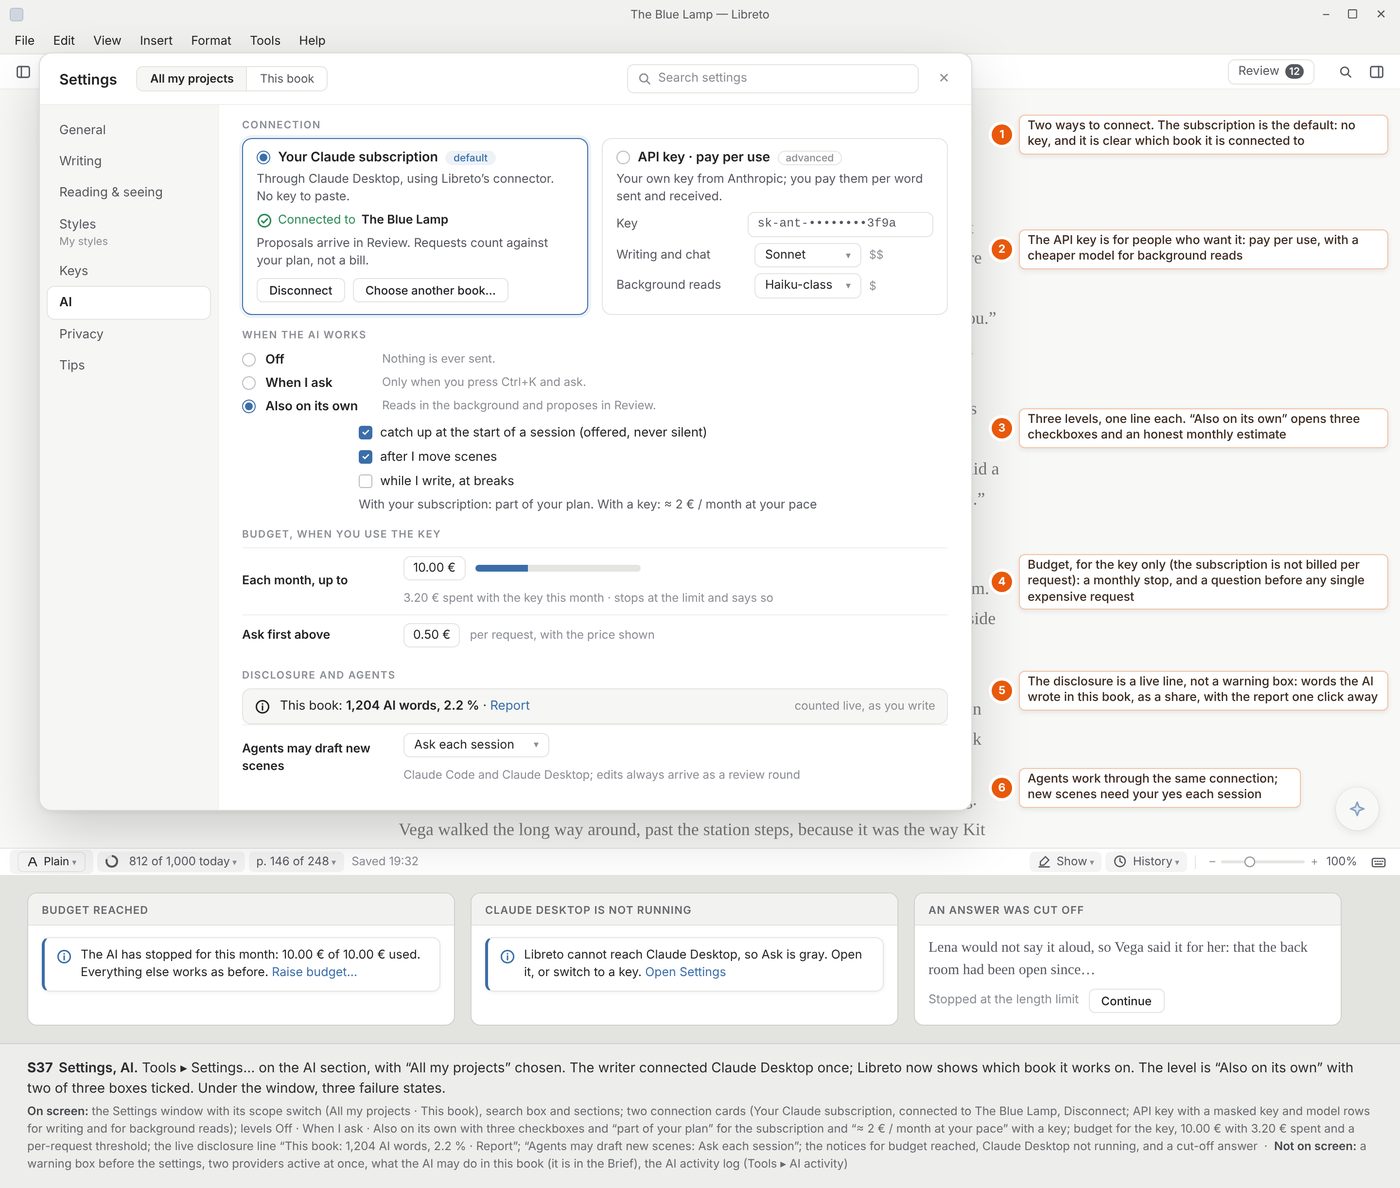 The Blue Lamp — Libreto
File Edit View Insert Format Tools Help
Review 12
Settings
All my projects This book
Search settings
General
Writing
Reading & seeing
Styles
My styles
Keys
AI
Privacy
Tips
CONNECTION
Your Claude subscription default
Through Claude Desktop, using Libreto’s connector.
No key to paste.
Connected to The Blue Lamp
Proposals arrive in Review. Requests count against
your plan, not a bill.
Disconnect Choose another book…
API key · pay per use advanced
Your own key from Anthropic; you pay them per word
sent and received.
Key sk-ant-••••••••3f9a
Writing and chat Sonnet ▾ $$
Background reads Haiku-class ▾ $
WHEN THE AI WORKS
Off Nothing is ever sent.
When I ask Only when you press Ctrl+K and ask.
Also on its own Reads in the background and proposes in Review.
catch up at the start of a session (offered, never silent)
after I move scenes
while I write, at breaks
With your subscription: part of your plan. With a key: ≈ 2 € / month at your pace
BUDGET, WHEN YOU USE THE KEY
Each month, up to 10.00 €
3.20 € spent with the key this month · stops at the limit and says so
Ask first above 0.50 € per request, with the price shown
DISCLOSURE AND AGENTS
This book: 1,204 AI words, 2.2 % · Report counted live, as you write
Agents may draft new
scenes
Ask each session ▾
Claude Code and Claude Desktop; edits always arrive as a review round
ou.”
s
id a
.”
m.
side
n
k
1 Two ways to connect. The subscription is the default: no
key, and it is clear which book it is connected to
2 The API key is for people who want it: pay per use, with a
cheaper model for background reads
3 Three levels, one line each. “Also on its own” opens three
checkboxes and an honest monthly estimate
4 Budget, for the key only (the subscription is not billed per
request): a monthly stop, and a question before any single
expensive request
5 The disclosure is a live line, not a warning box: words the AI
wrote in this book, as a share, with the report one click away
6 Agents work through the same connection;
new scenes need your yes each session
Vega walked the long way around, past the station steps, because it was the way Kit
A Plain ▾ 812 of 1,000 today ▾ p. 146 of 248 ▾ Saved 19:32 Show ▾ History ▾ − + 100%
BUDGET REACHED
The AI has stopped for this month: 10.00 € of 10.00 € used.
Everything else works as before. Raise budget…
CLAUDE DESKTOP IS NOT RUNNING
Libreto cannot reach Claude Desktop, so Ask is gray. Open
it, or switch to a key. Open Settings
AN ANSWER WAS CUT OFF
Lena would not say it aloud, so Vega said it for her: that the back
room had been open since…
Stopped at the length limit Continue
S37 Settings, AI. Tools ▸ Settings… on the AI section, with “All my projects” chosen. The writer connected Claude Desktop once; Libreto now shows which book it works on. The level is “Also on its own” with
two of three boxes ticked. Under the window, three failure states.
On screen: the Settings window with its scope switch (All my projects · This book), search box and sections; two connection cards (Your Claude subscription, connected to The Blue Lamp, Disconnect; API key with a masked key and model rows
for writing and for background reads); levels Off · When I ask · Also on its own with three checkboxes and “part of your plan” for the subscription and “≈ 2 € / month at your pace” with a key; budget for the key, 10.00 € with 3.20 € spent and a
per-request threshold; the live disclosure line “This book: 1,204 AI words, 2.2 % · Report”; “Agents may draft new scenes: Ask each session”; the notices for budget reached, Claude Desktop not running, and a cut-off answer · Not on screen: a
warning box before the settings, two providers active at once, what the AI may do in this book (it is in the Brief), the AI activity log (Tools ▸ AI activity)